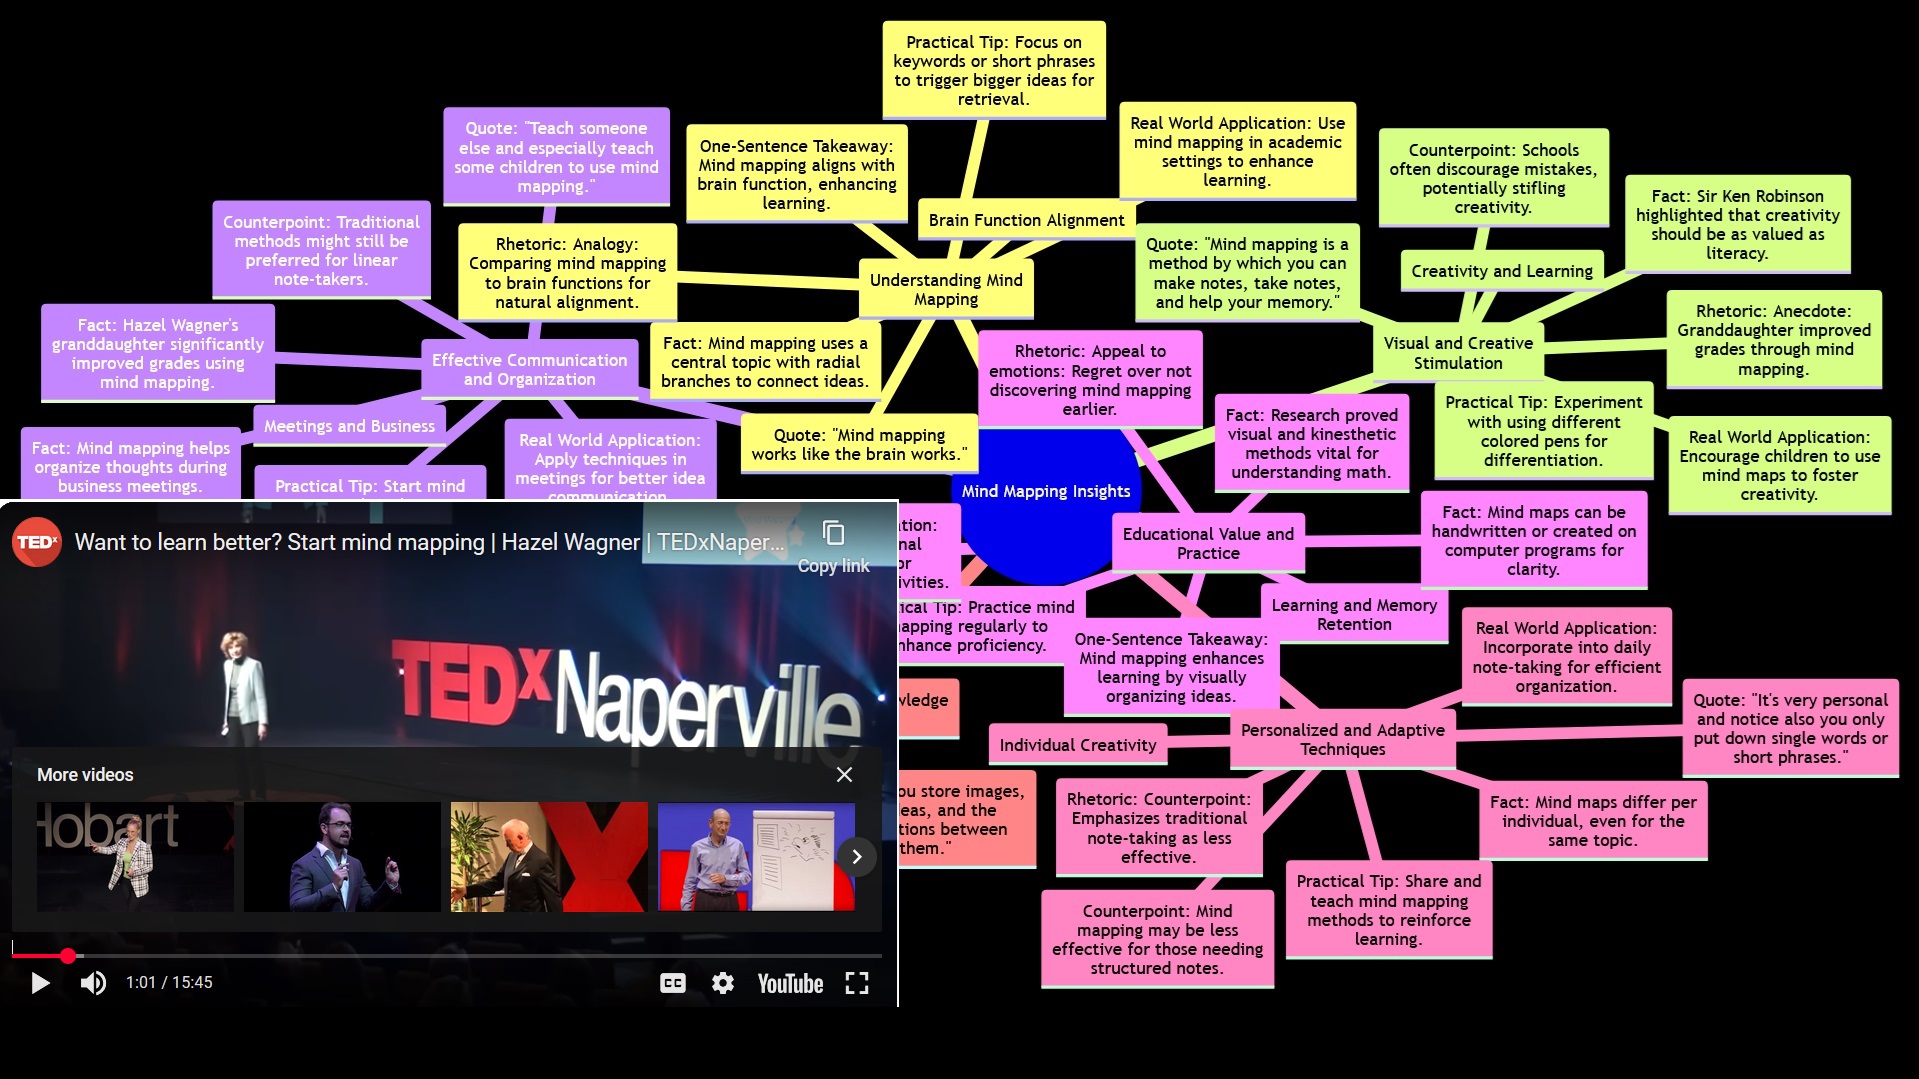 Practical Tip: Focus on
keywords or short phrases
to trigger bigger ideas for
retrieval.
Quote: "Teach someone
else and especially teach
some children to use mind
mapping."
One-Sentence Takeaway:
Mind mapping aligns with
brain function, enhancing
learning.
Real World Application: Use
mind mapping in academic
settings to enhance
learning.
Counterpoint: Schools
often discourage mistakes,
potentially stifling
creativity.
Fact: Sir Ken Robinson
highlighted that creativity
should be as valued as
literacy.
Counterpoint: Traditional
methods might still be
preferred for linear
note-takers.
Brain Function Alignment
Rhetoric: Analogy:
Comparing mind mapping
to brain functions for
natural alignment.
Understanding Mind
Mapping
Quote: "Mind mapping is a
method by which you can
make notes, take notes,
and help your memory."
Creativity and Learning
Rhetoric: Anecdote:
Granddaughter improved
grades through mind
mapping.
Fact: Hazel Wagner's
granddaughter significantly
improved grades using
mind mapping.
Effective Communication
and Organization
Fact: Mind mapping uses a
central topic with radial
branches to connect ideas.
Rhetoric: Appeal to
emotions: Regret over not
discovering mind mapping
earlier.
Visual and Creative
Stimulation
Practical Tip: Experiment
with using different
colored pens for
differentiation.
Real World Application:
Encourage children to use
mind maps to foster
creativity.
Meetings and Business
Fact: Mind mapping helps
organize thoughts during
business meetings.
Practical Tip: Start mind
Real World Application:
Apply techniques in
meetings for better idea
communication.
Quote: "Mind mapping
works like the brain works."
Fact: Research proved
visual and kinesthetic
methods vital for
understanding math.
Mind Mapping Insights
Educational Value and
Practice
Fact: Mind maps can be
handwritten or created on
computer programs for
clarity.
ation:
nal
or
ivities.
ical Tip: Practice mind
apping regularly to
nhance proficiency.
Learning and Memory
Retention
One-Sentence Takeaway:
Mind mapping enhances
learning by visually
organizing ideas.
Real World Application:
Incorporate into daily
note-taking for efficient
organization.
Quote: "It's very personal
and notice also you only
put down single words or
short phrases."
wledge
Individual Creativity
Personalized and Adaptive
Techniques
ou store images,
eas, and the
tions between
them."
Rhetoric: Counterpoint:
Emphasizes traditional
note-taking as less
effective.
Fact: Mind maps differ per
individual, even for the
same topic.
Practical Tip: Share and
teach mind mapping
methods to reinforce
learning.
Counterpoint: Mind
mapping may be less
effective for those needing
structured notes.
TEDx
Want to learn better? Start mind mapping | Hazel Wagner | TEDxNaper...
Copy link
TEDx Naperville
More videos
Hobart
1:01 / 15:45
CC
YouTube